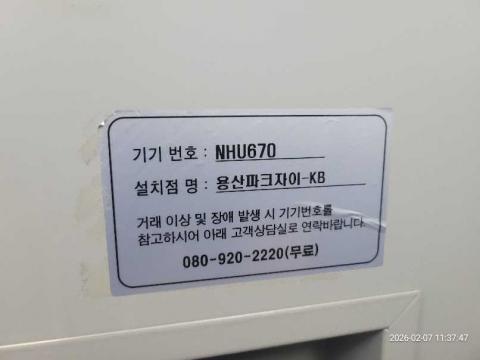 기기 번호 : NHU670
설치점 명 : 용산파크자이-KB
거래 이상 및 장애 발생 시 기기번호를
참고하시어 아래 고객상담실로 연락바랍니다.
080-920-2220(무료)
2026-02-07 11:37:47